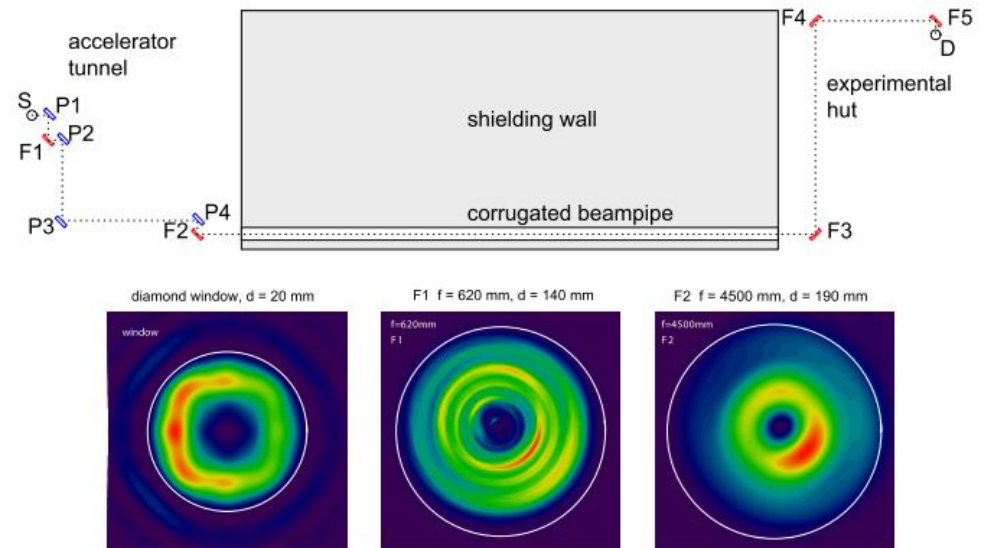 accelerator
tunnel
S
P1
F1
P2
P3
P4
F2
shielding wall
corrugated beampipe
F4
F5
D
experimental
hut
F3
diamond window, d = 20 mm
window
F1 f = 620 mm, d = 140 mm
f=620mm
F1
F2 f = 4500 mm, d = 190 mm
f=4500mm
F2